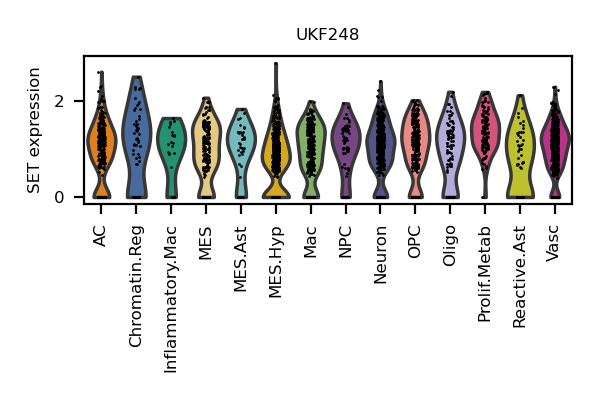 UKF248
SET expression
2
0
AC
Chromatin.Reg
Inflammatory.Mac
MES
MES.Ast
MES.Hyp
Mac
NPC
Neuron
OPC
Oligo
Prolif.Metab
Reactive.Ast
Vasc